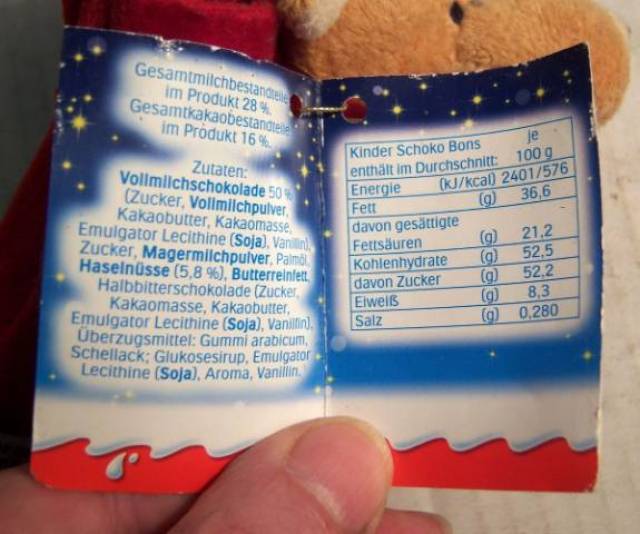 Gesamtmilchbestandteile
im Produkt 28 %.
Gesamtkakaobestandteile
im Produkt 16 %.
Zutaten:
Vollmilchschokolade 50 %
(Zucker, Vollmilchpulver,
Kakaobutter, Kakaomasse,
Emulgator Lecithine (Soja), Vanillin),
Zucker, Magermilchpulver, Palmöl,
Haselnüsse (5,8 %), Butterreinfett,
Halbbitterschokolade (Zucker,
Kakaomasse, Kakaobutter,
Emulgator Lecithine (Soja), Vanillin),
Überzugsmittel: Gummi arabicum,
Schellack; Glukosesirup, Emulgator
Lecithine (Soja), Aroma, Vanillin.
Kinder Schoko Bons je
enthält im Durchschnitt: 100 g
Energie (kJ/kcal) 2401/576
Fett (g) 36,6
davon gesättigte
Fettsäuren (g) 21,2
Kohlenhydrate (g) 52,5
davon Zucker (g) 52,2
Eiweiß (g) 8,3
Salz (g) 0,280